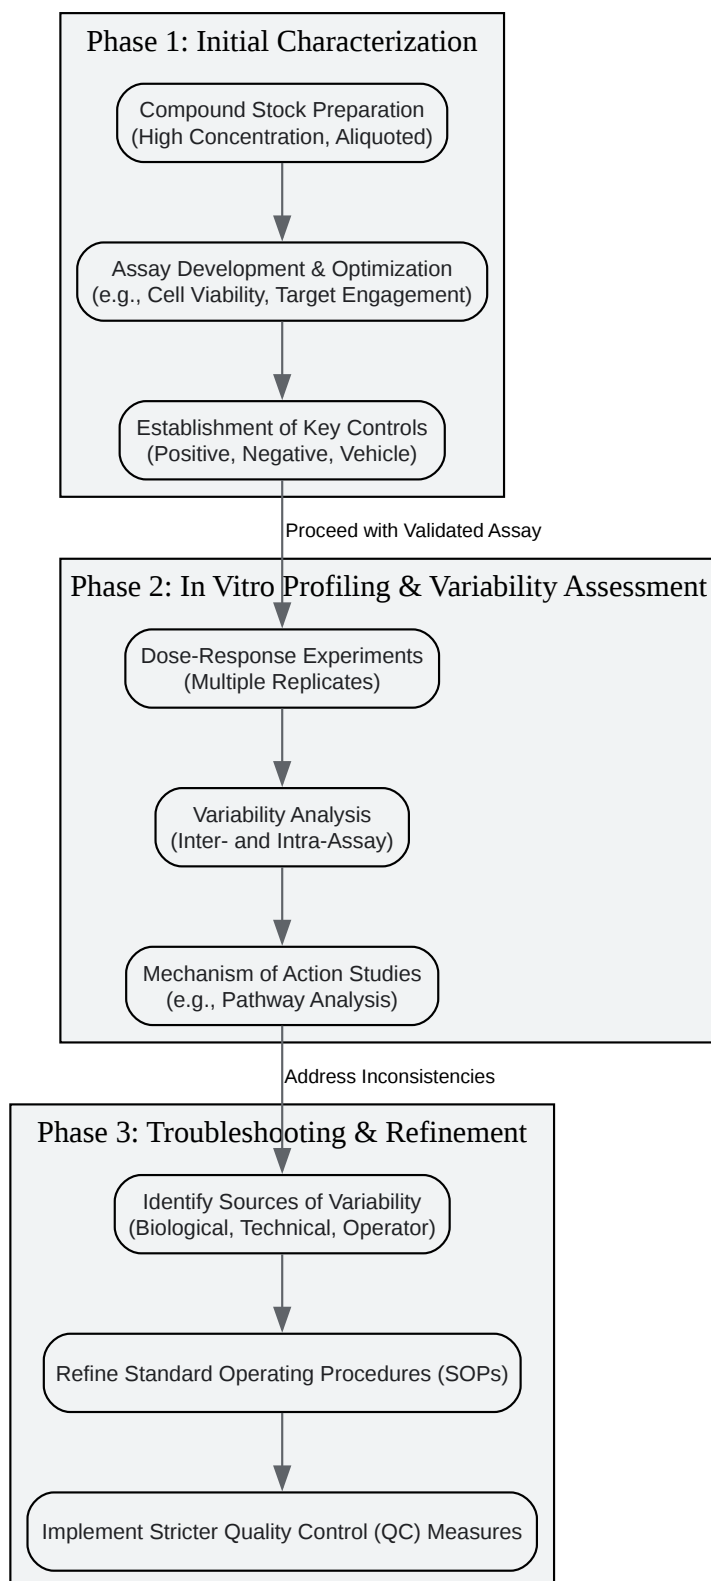 Phase 1: Initial Characterization
Compound Stock Preparation
(High Concentration, Aliquoted)
Assay Development & Optimization
(e.g., Cell Viability, Target Engagement)
Establishment of Key Controls
(Positive, Negative, Vehicle)
Proceed with Validated Assay
Phase 2: In Vitro Profiling & Variability Assessment
Dose-Response Experiments
(Multiple Replicates)
Variability Analysis
(Inter- and Intra-Assay)
Mechanism of Action Studies
(e.g., Pathway Analysis)
Address Inconsistencies
Phase 3: Troubleshooting & Refinement
Identify Sources of Variability
(Biological, Technical, Operator)
Refine Standard Operating Procedures (SOPs)
Implement Stricter Quality Control (QC) Measures